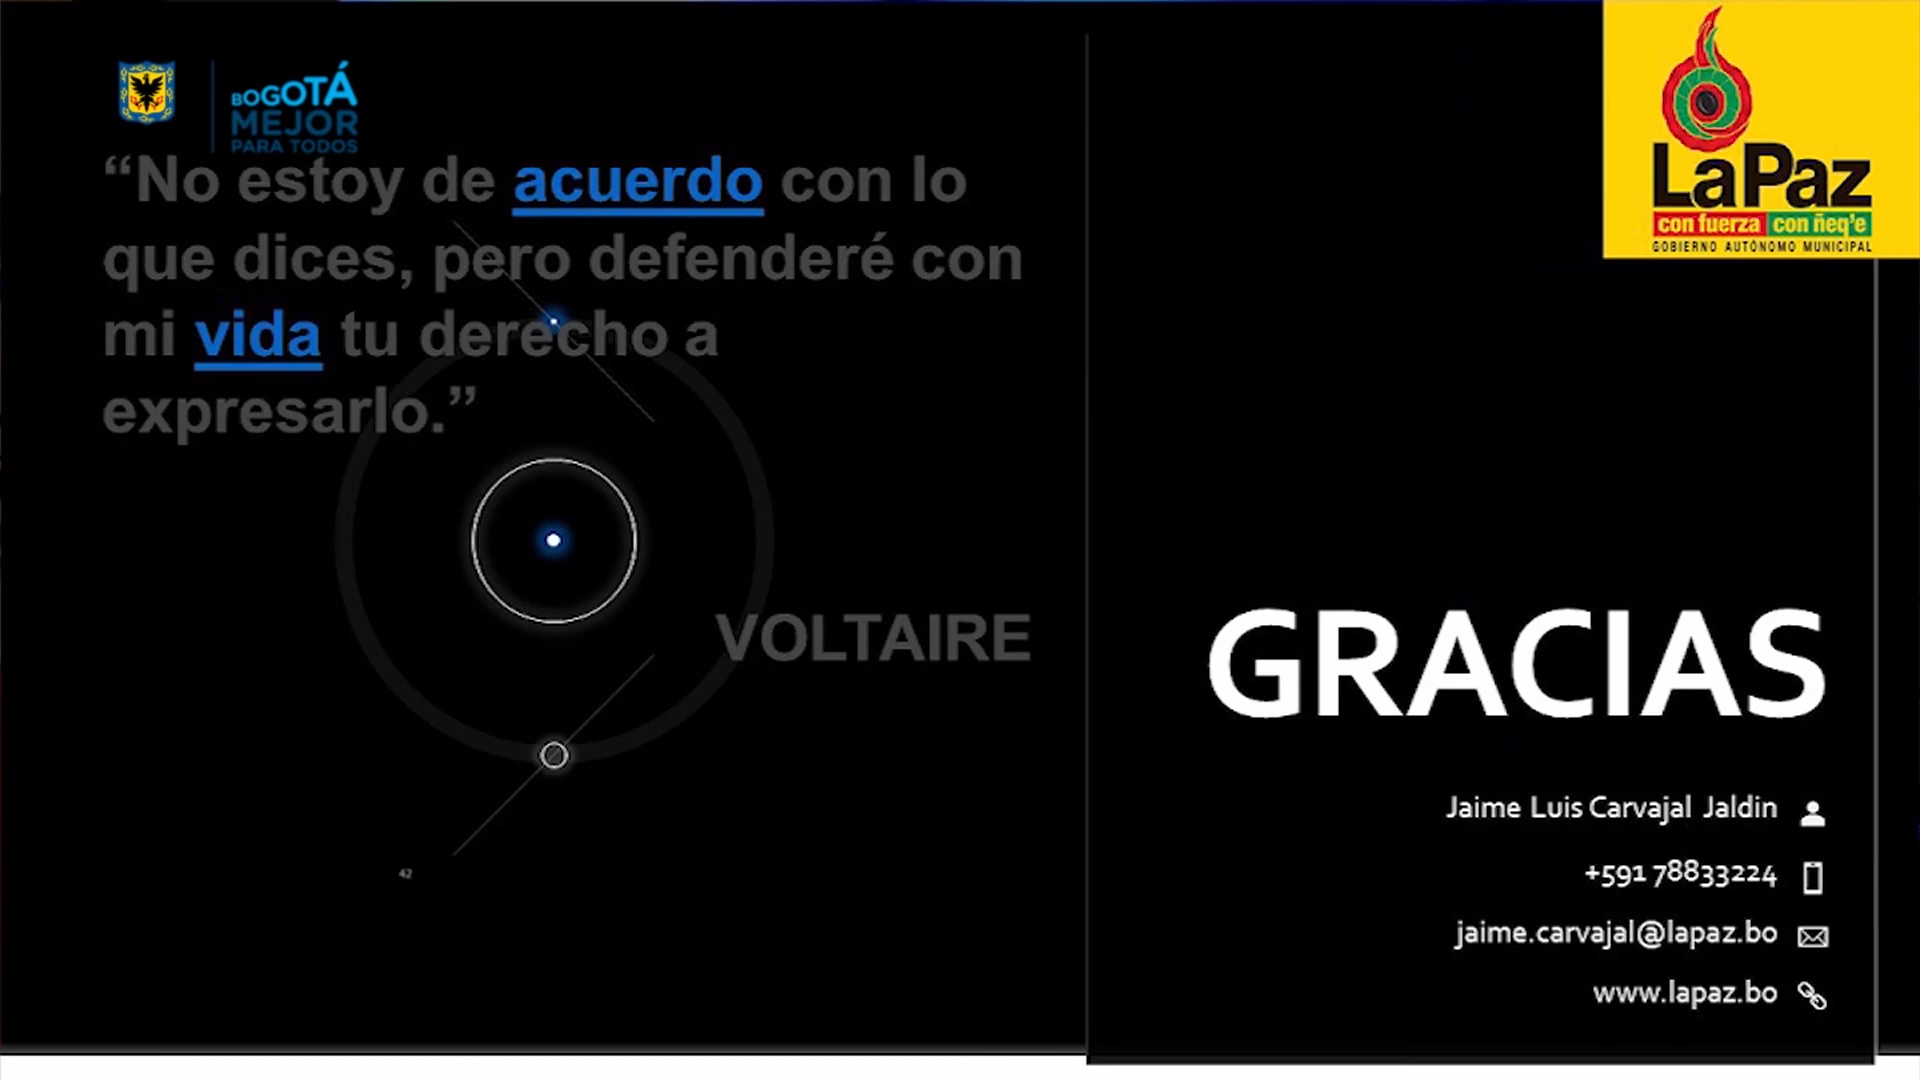 BOGOTÁ
MEJOR
PARA TODOS
“No estoy de acuerdo con lo
que dices, pero defenderé con
mi vida tu derecho a
expresarlo.”
VOLTAIRE
42
LaPaz
con fuerza con ñeq'e
GOBIERNO AUTÓNOMO MUNICIPAL
GRACIAS
Jaime Luis Carvajal Jaldin
+591 78833224
jaime.carvajal@lapaz.bo
www.lapaz.bo